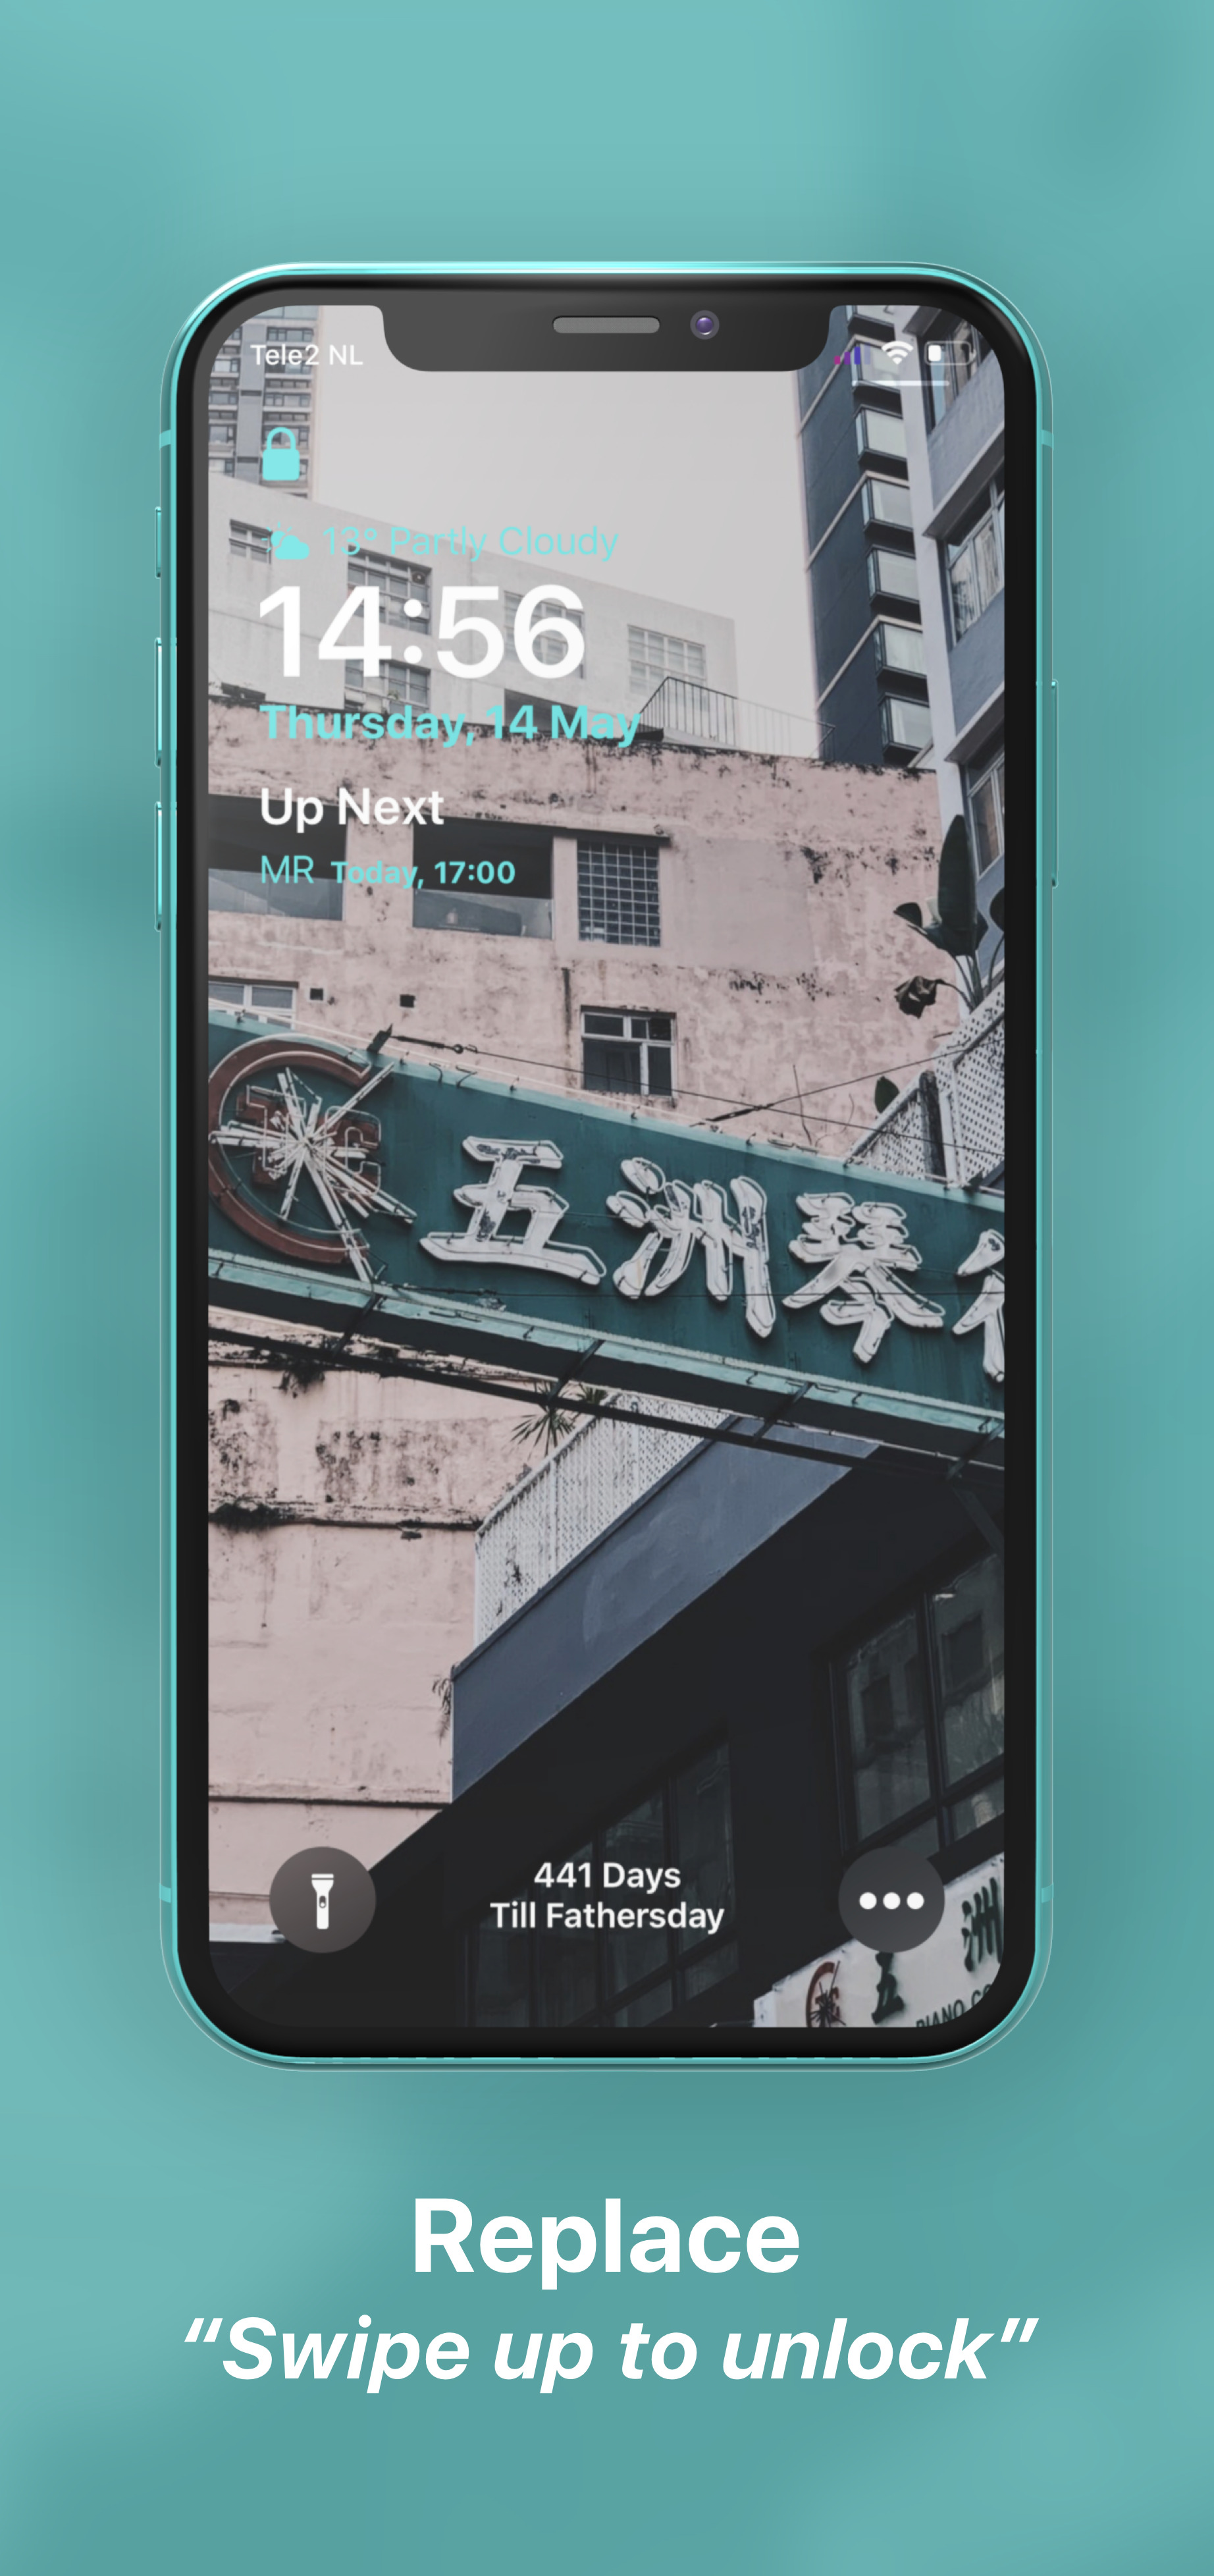 Tele2 NL
13° Partly Cloudy
14:56
Thursday, 14 May
Up Next
MR Today, 17:00
五洲琴
441 Days
Till Fathersday
洲
五
PIANO
Replace
“Swipe up to unlock”